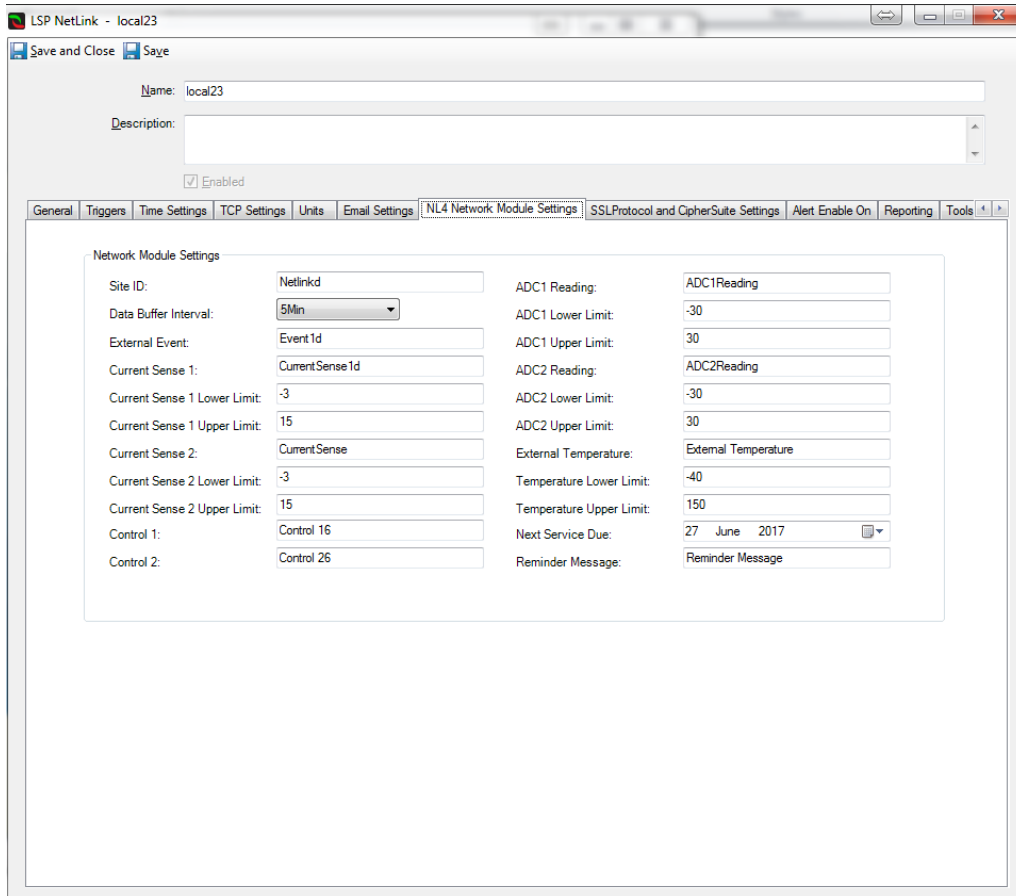 LSP NetLink - local23
Save and Close Save
Name: local23
Description:
Enabled
General Triggers Time Settings TCP Settings Units Email Settings NL4 Network Module Settings SSLProtocol and CipherSuite Settings Alert Enable On Reporting Tools
Network Module Settings
Site ID: Netlinkd ADC1 Reading: ADC1Reading
Data Buffer Interval: 5Min ADC1 Lower Limit: -30
External Event: Event1d ADC1 Upper Limit: 30
Current Sense 1: CurrentSense1d ADC2 Reading: ADC2Reading
Current Sense 1 Lower Limit: -3 ADC2 Lower Limit: -30
Current Sense 1 Upper Limit: 15 ADC2 Upper Limit: 30
Current Sense 2: CurrentSense External Temperature: External Temperature
Current Sense 2 Lower Limit: -3 Temperature Lower Limit: -40
Current Sense 2 Upper Limit: 15 Temperature Upper Limit: 150
Control 1: Control 16 Next Service Due: 27 June 2017
Control 2: Control 26 Reminder Message: Reminder Message